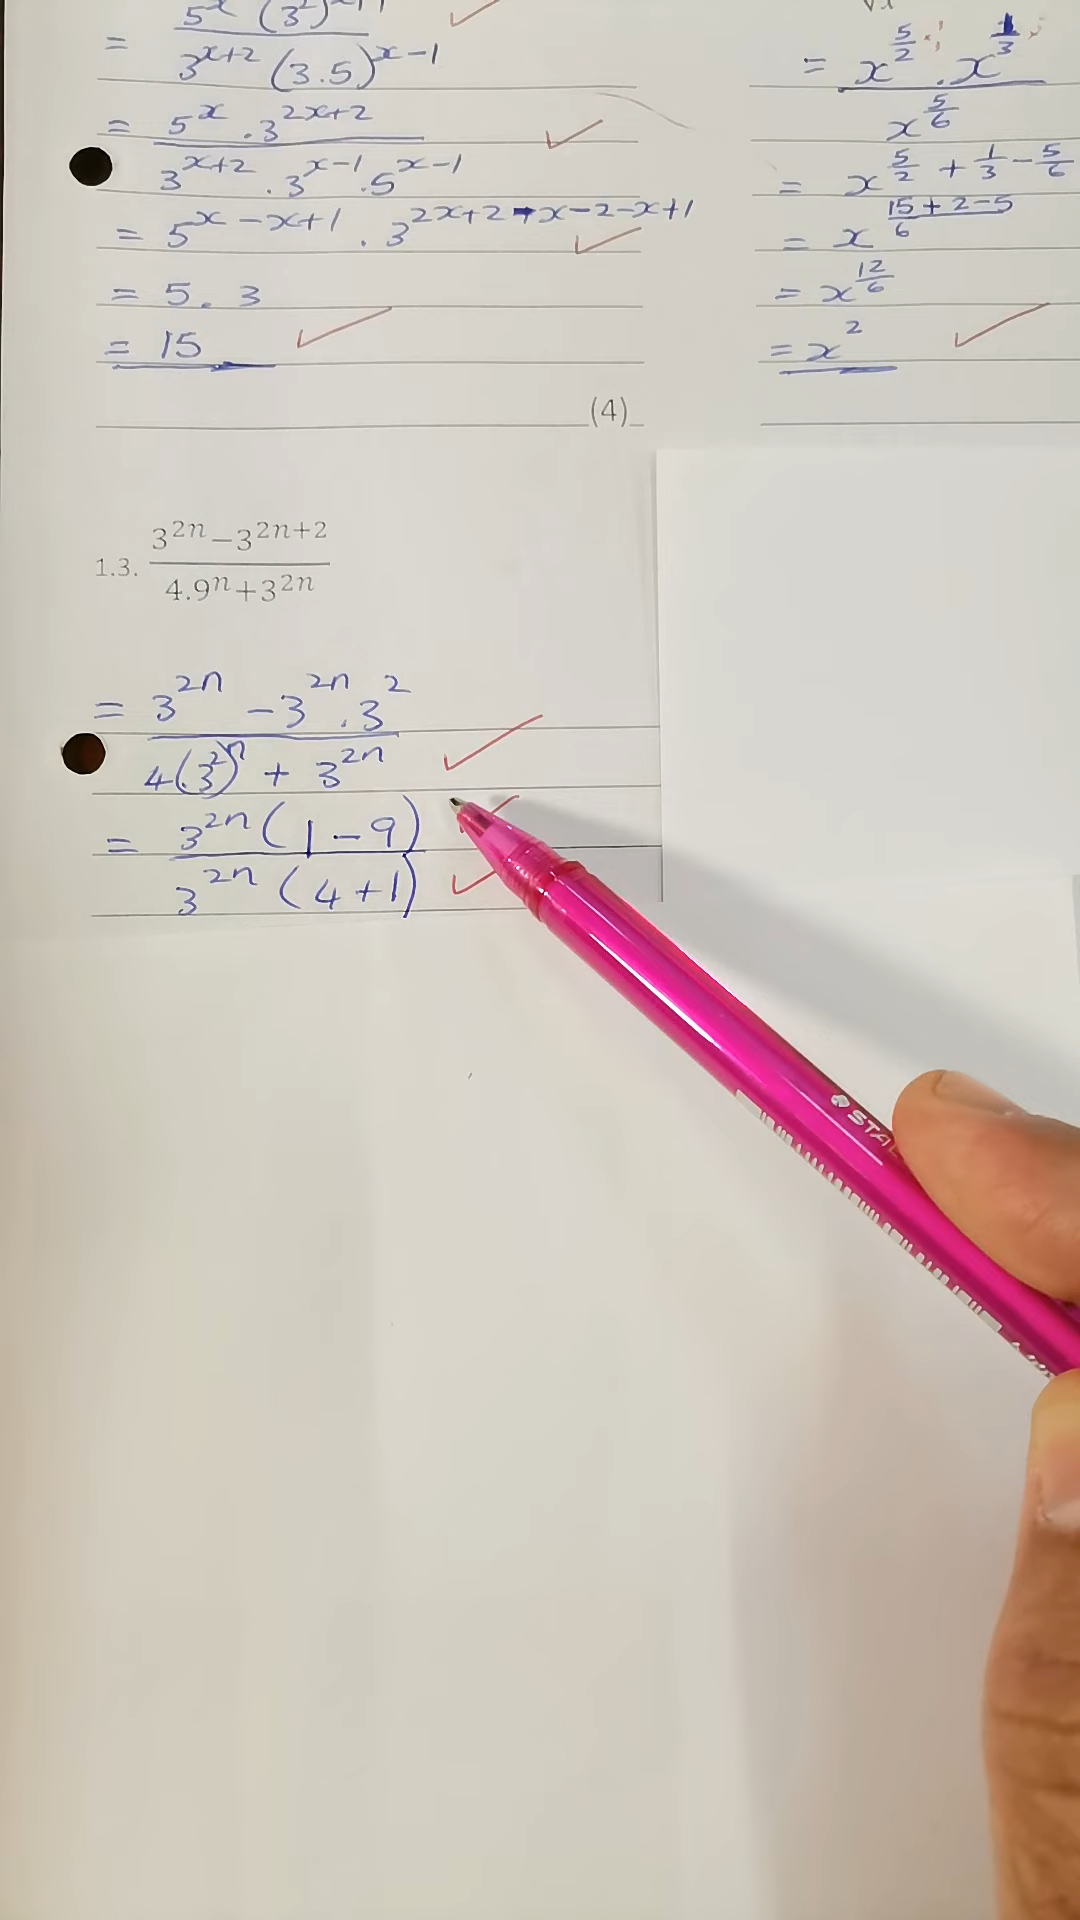 5^x (3^2)^x+1
= ―――――
3^x+2 (3.5)^x-1
= 5^x . 3^2x+2
3^x+2 . 3^x-1 . 5^x-1
= 5^x-x+1 . 3^2x+2-x-2-x+1
= 5 . 3
= 15
(4)
= x^5/2 . x^1/3
x^5/6
= x^5/2 + 1/3 - 5/6
= x^15+2-5/6
= x^12/6
= x^2
1.3. 3^2n-3^2n+2
4.9^n+3^2n
= 3^2n - 3^2n . 3^2
4(3^2)^n + 3^2n
= 3^2n (1-9)
3^2n (4+1)